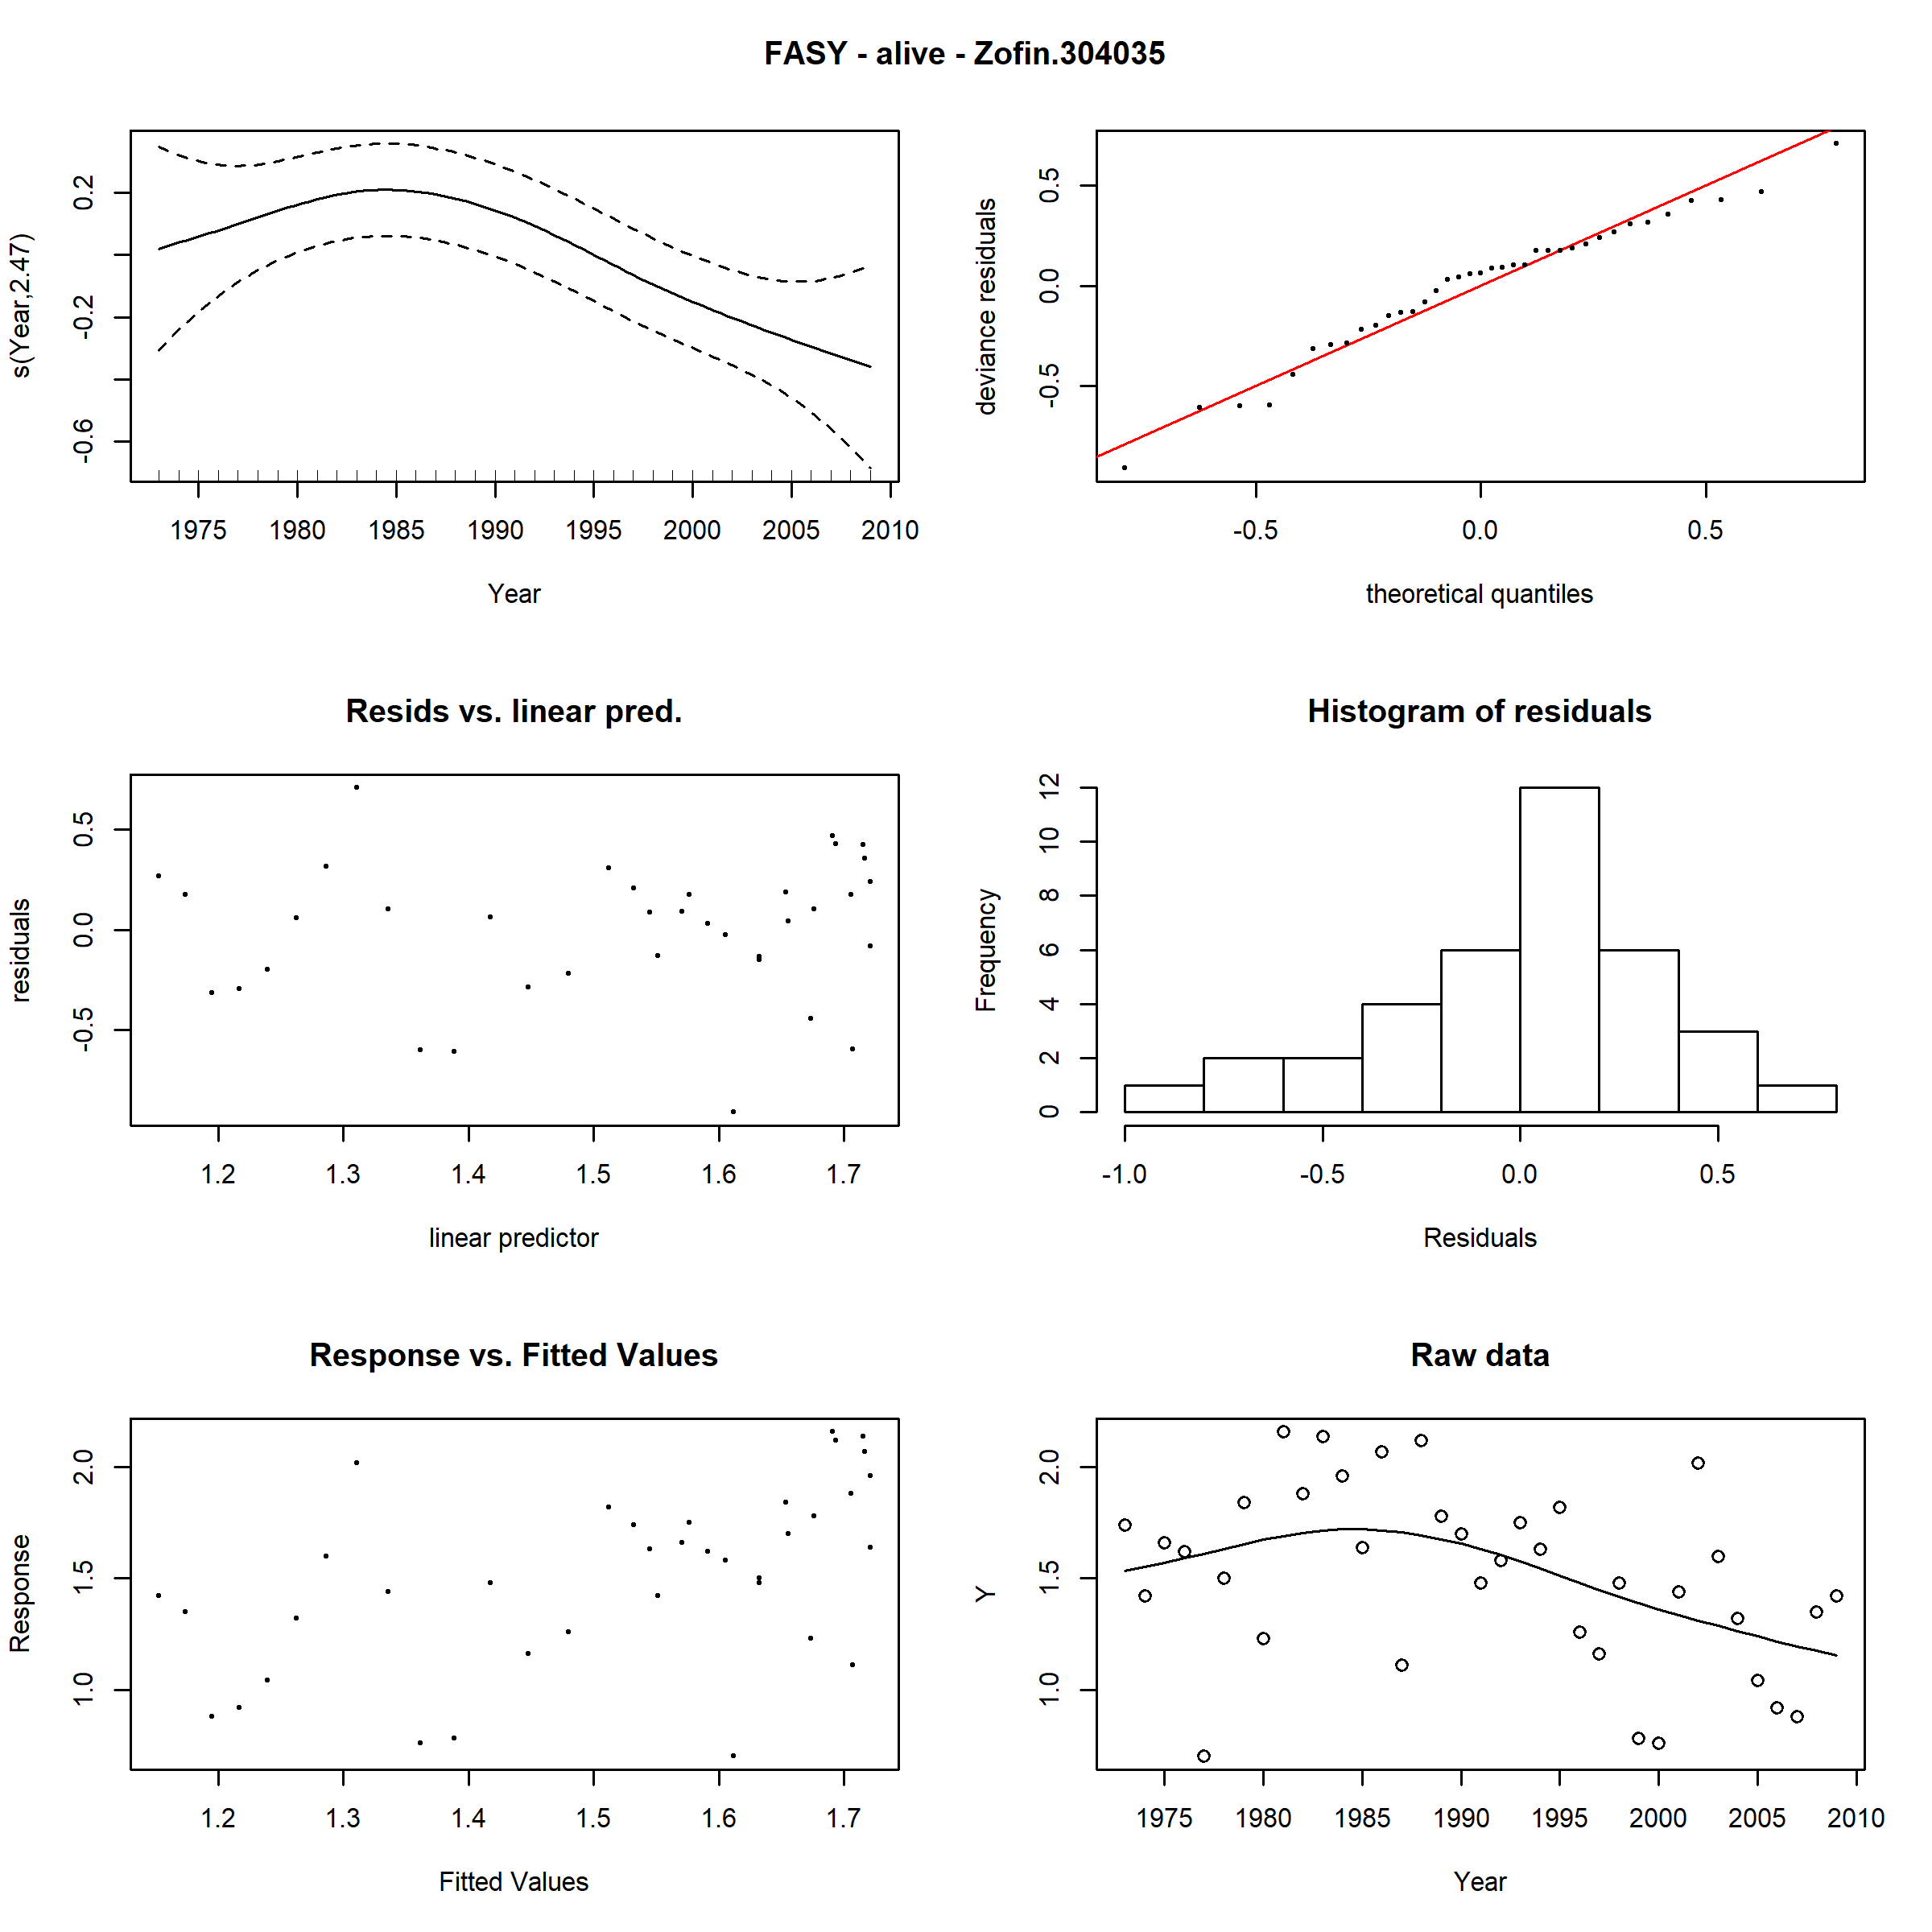 FASY - alive - Zofin.304035
s(Year,2.47)
0.2
-0.2
-0.6
1975 1980 1985 1990 1995 2000 2005 2010
Year
deviance residuals
0.5
0.0
-0.5
-0.5 0.0 0.5
theoretical quantiles
Resids vs. linear pred.
residuals
0.5
0.0
-0.5
1.2 1.3 1.4 1.5 1.6 1.7
linear predictor
Histogram of residuals
Frequency
12
10
8
6
4
2
0
-1.0 -0.5 0.0 0.5
Residuals
Response vs. Fitted Values
Response
2.0
1.5
1.0
1.2 1.3 1.4 1.5 1.6 1.7
Fitted Values
Raw data
Y
2.0
1.5
1.0
1975 1980 1985 1990 1995 2000 2005 2010
Year